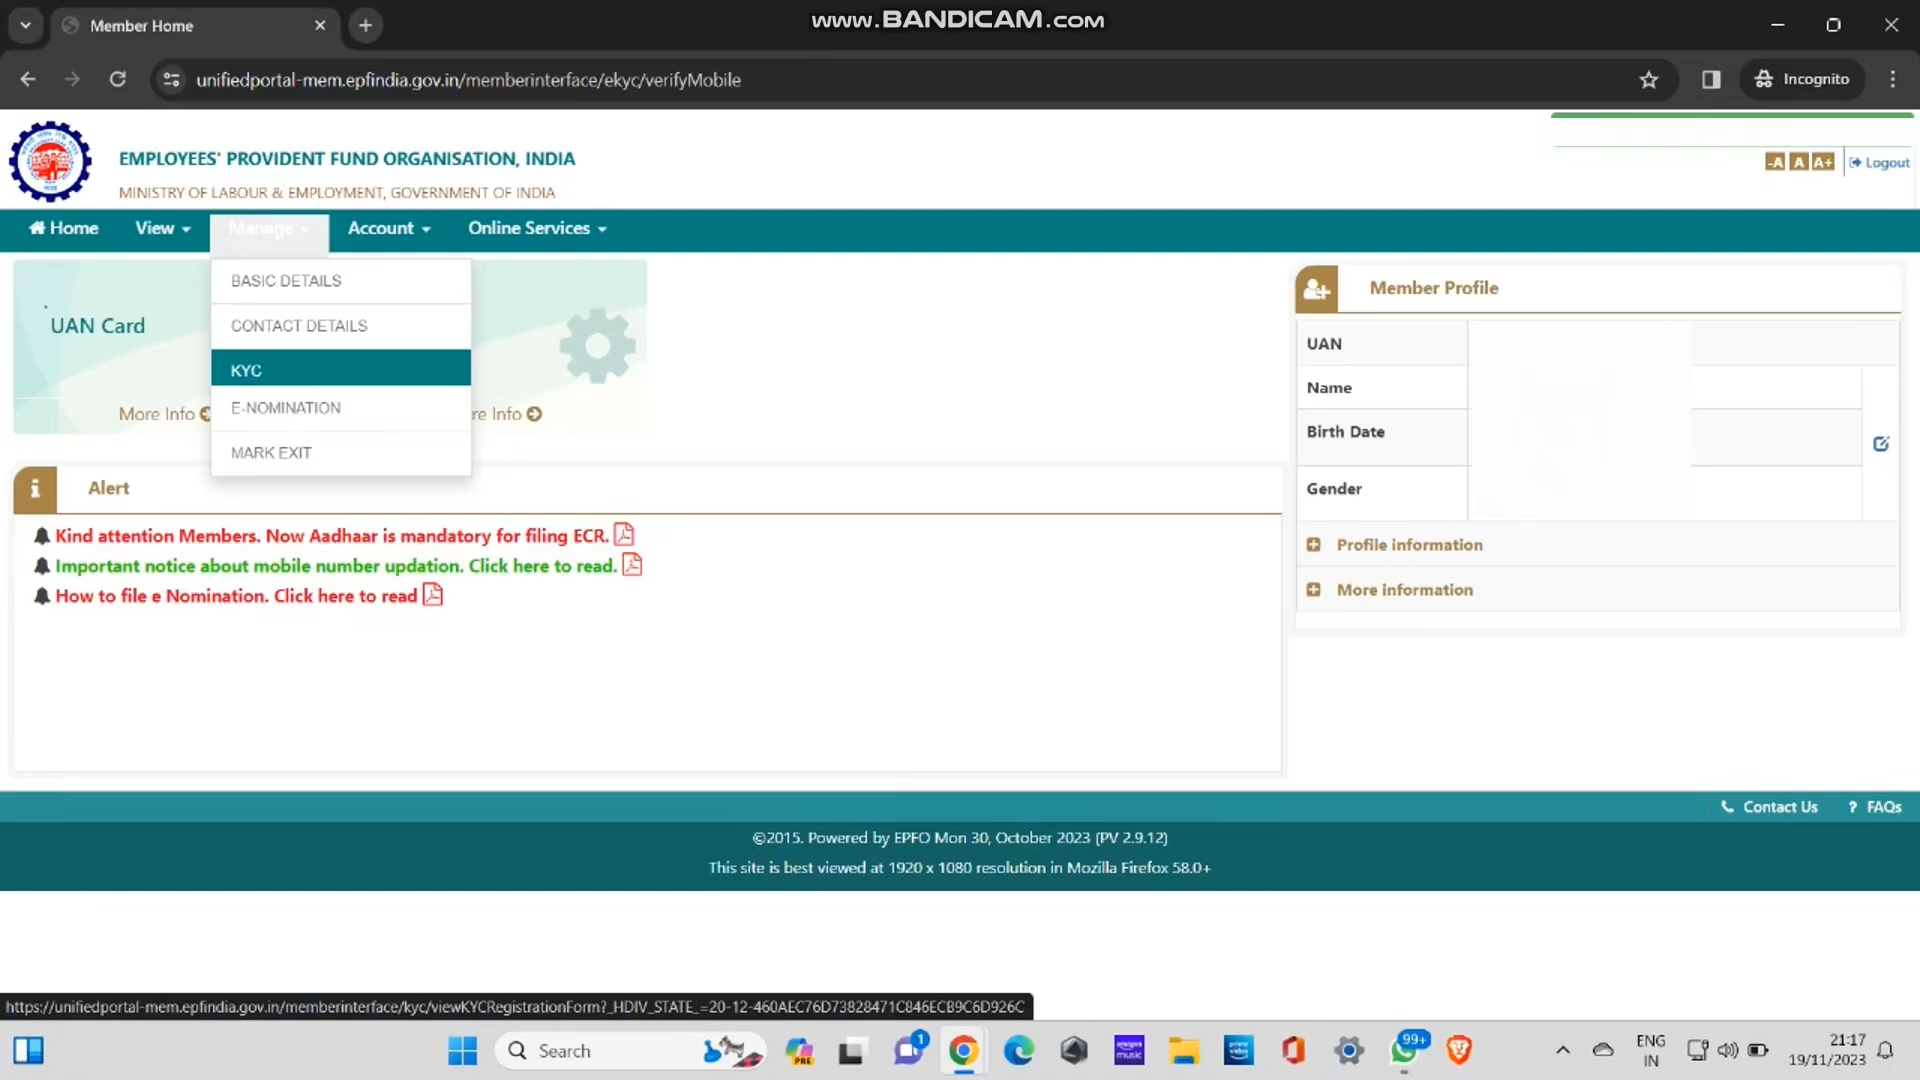 Member Home
www.BANDICAM.com
unifiedportal-mem.epfindia.gov.in/memberinterface/ekyc/verifyMobile
Incognito
EMPLOYEES' PROVIDENT FUND ORGANISATION, INDIA
MINISTRY OF LABOUR & EMPLOYMENT, GOVERNMENT OF INDIA
-A A A+ Logout
Home View Manage Account Online Services
BASIC DETAILS
CONTACT DETAILS
KYC
E-NOMINATION
MARK EXIT
UAN Card
More Info
re Info
Member Profile
UAN
Name
Birth Date
Gender
Profile information
More information
Alert
Kind attention Members. Now Aadhaar is mandatory for filing ECR.
Important notice about mobile number updation. Click here to read.
How to file e Nomination. Click here to read
Contact Us ? FAQs
©2015. Powered by EPFO Mon 30, October 2023 (PV 2.9.12)
This site is best viewed at 1920 x 1080 resolution in Mozilla Firefox 58.0+
https://unifiedportal-mem.epfindia.gov.in/memberinterface/kyc/viewKYCRegistrationForm?_HDIV_STATE_=20-12-460AEC76D73828471C846ECB9C6D926C
Search
PRE
1
amazon music
prime video
99+
ENG
IN
21:17
19/11/2023